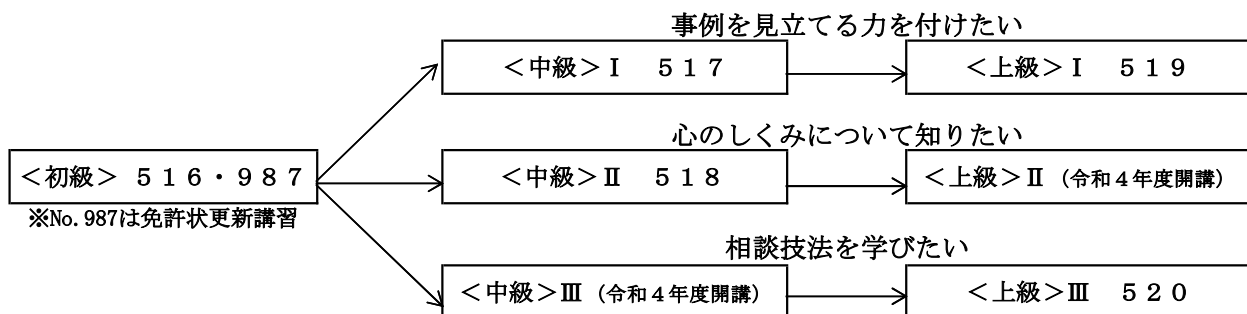 事例を見立てる力を付けたい
＜中級＞Ⅰ　５１７
＜上級＞Ⅰ　５１９
心のしくみについて知りたい
＜初級＞ ５１６・９８７
※No.987は免許状更新講習
＜中級＞Ⅱ　５１８
＜上級＞Ⅱ（令和４年度開講）
相談技法を学びたい
＜中級＞Ⅲ（令和４年度開講）
＜上級＞Ⅲ　５２０